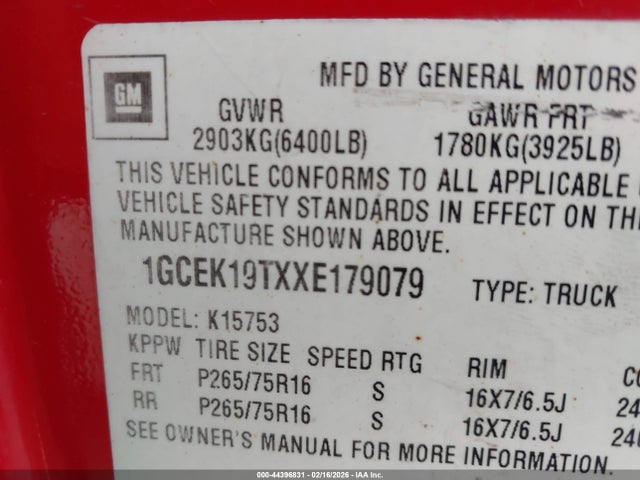 MFD BY GENERAL MOTORS
GM
GVWR GAWR FRT
2903KG(6400LB) 1780KG(3925LB)
THIS VEHICLE CONFORMS TO ALL APPLICABLE
VEHICLE SAFETY STANDARDS IN EFFECT ON THE
MANUFACTURE SHOWN ABOVE.
1GCEK19TXXE179079 TYPE: TRUCK
MODEL: K15753
KPPW TIRE SIZE SPEED RTG RIM
FRT P265/75R16 S 16X7/6.5J
RR P265/75R16 S 16X7/6.5J
SEE OWNER'S MANUAL FOR MORE INFORMATION.
000-44396831 - 02/16/2026 - IAAI.COM